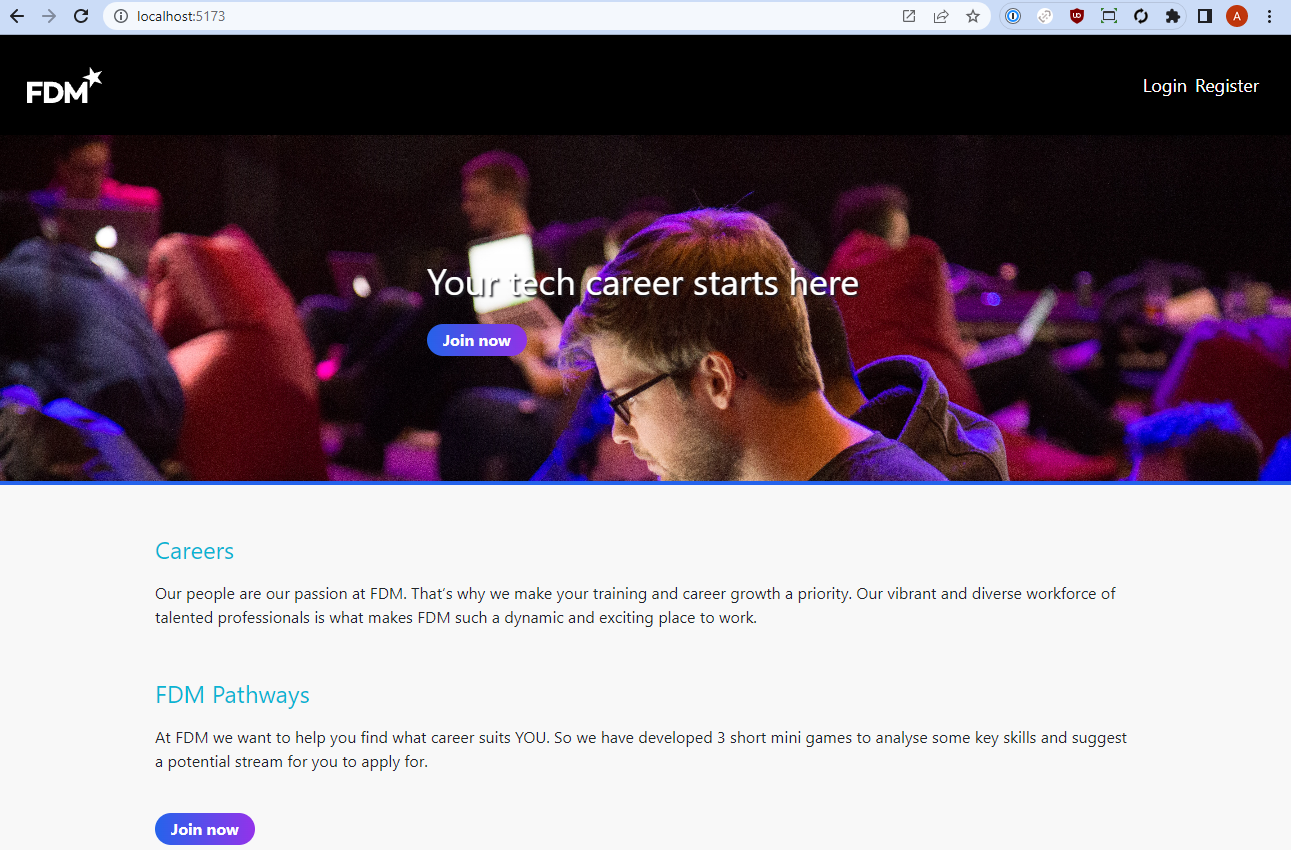 localhost:5173
A
FDM
Login Register
Your tech career starts here
Join now
Careers
Our people are our passion at FDM. That's why we make your training and career growth a priority. Our vibrant and diverse workforce of
talented professionals is what makes FDM such a dynamic and exciting place to work.
FDM Pathways
At FDM we want to help you find what career suits YOU. So we have developed 3 short mini games to analyse some key skills and suggest
a potential stream for you to apply for.
Join now